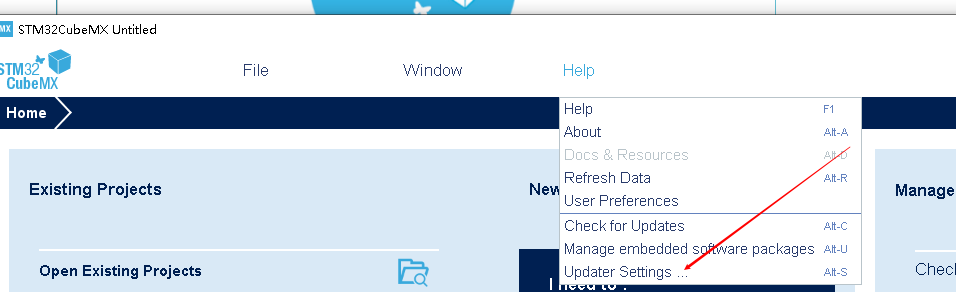 MX STM32CubeMX Untitled
STM32
CubeMX
File Window Help
Home
Help F1
About Alt-A
Docs & Resources Alt-D
Refresh Data Alt-R
User Preferences
Check for Updates Alt-C
Manage embedded software packages Alt-U
Updater Settings ... Alt-S
Existing Projects
New
Manage
Open Existing Projects
I need to :
Check